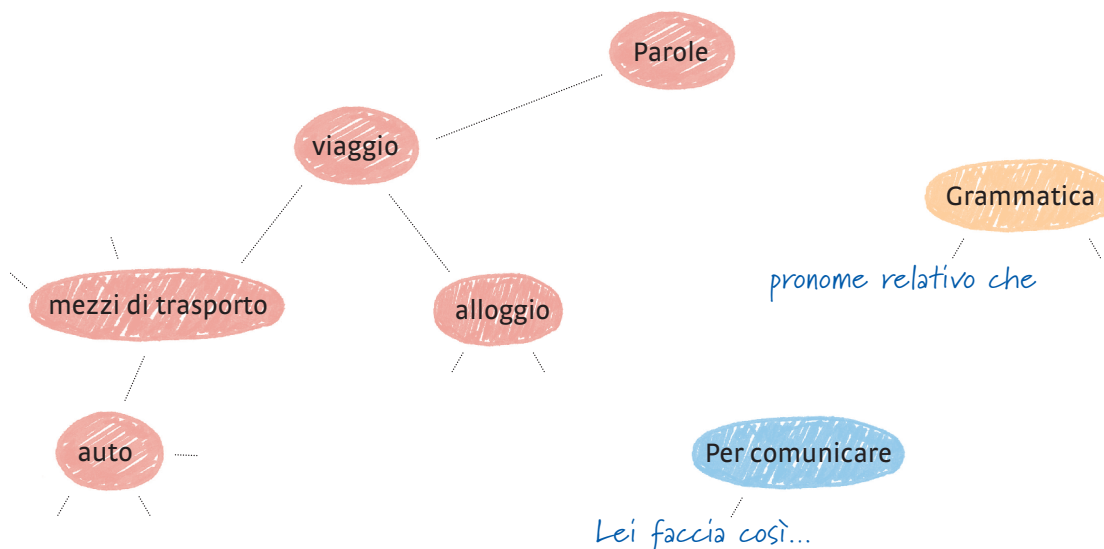 Parole
viaggio
Grammatica
pronome relativo che
mezzi di trasporto
alloggio
auto
Per comunicare
Lei faccia così...